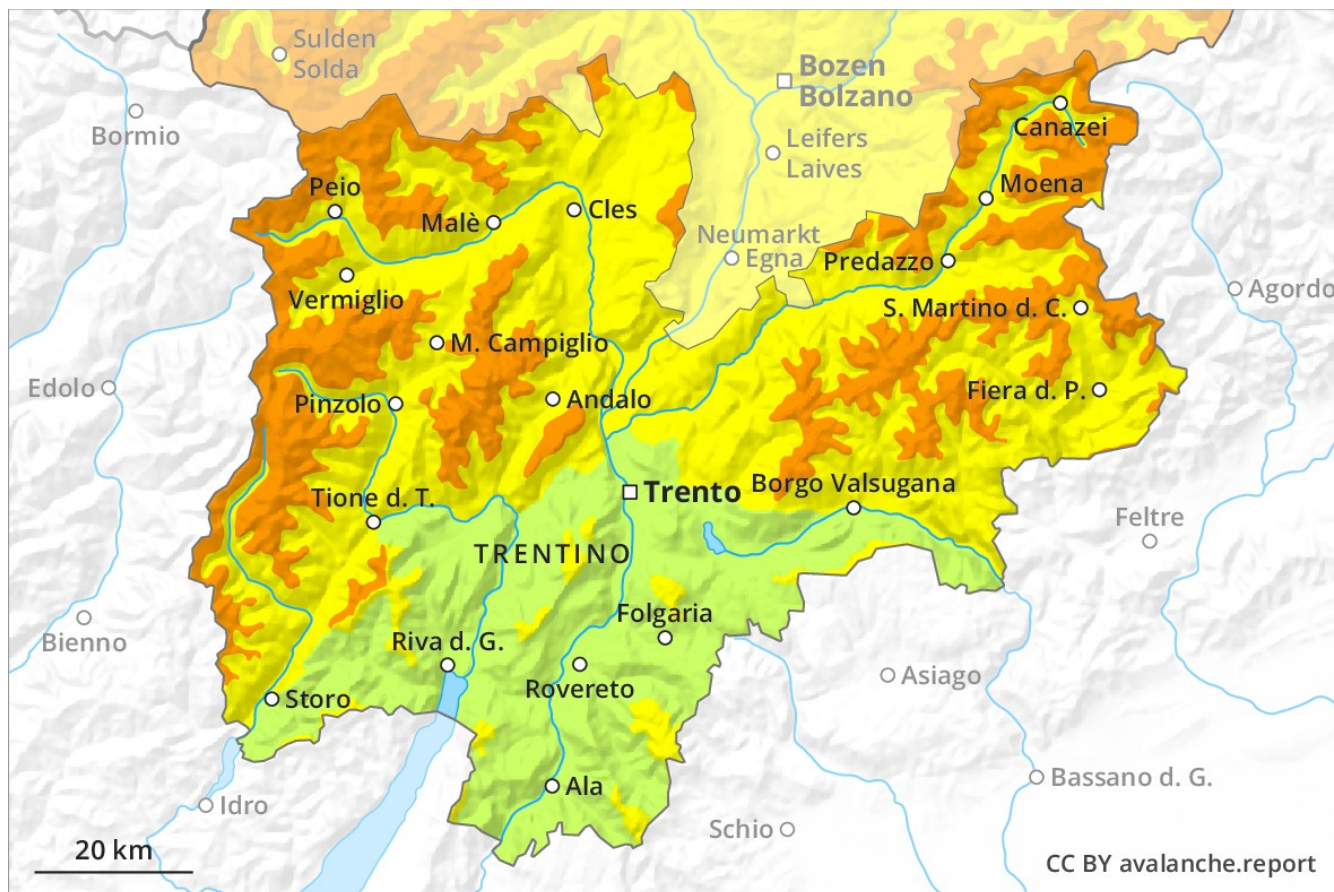 Sulden
Solda
Bozen
Bolzano
Bormio
Canazei
Leifers
Laives
Peio
Moena
Malè
Cles
Neumarkt
Egna
Predazzo
Vermiglio
Agordo
S. Martino d. C.
M. Campiglio
Edolo
Pinzolo
Andalo
Fiera d. P.
Tione d. T.
Trento
Borgo Valsugana
Feltre
TRENTINO
Bienno
Folgaria
Riva d. G.
Asiago
Rovereto
Storo
Ala
Bassano d. G.
Idro
Schio
20 km
CC BY avalanche.report